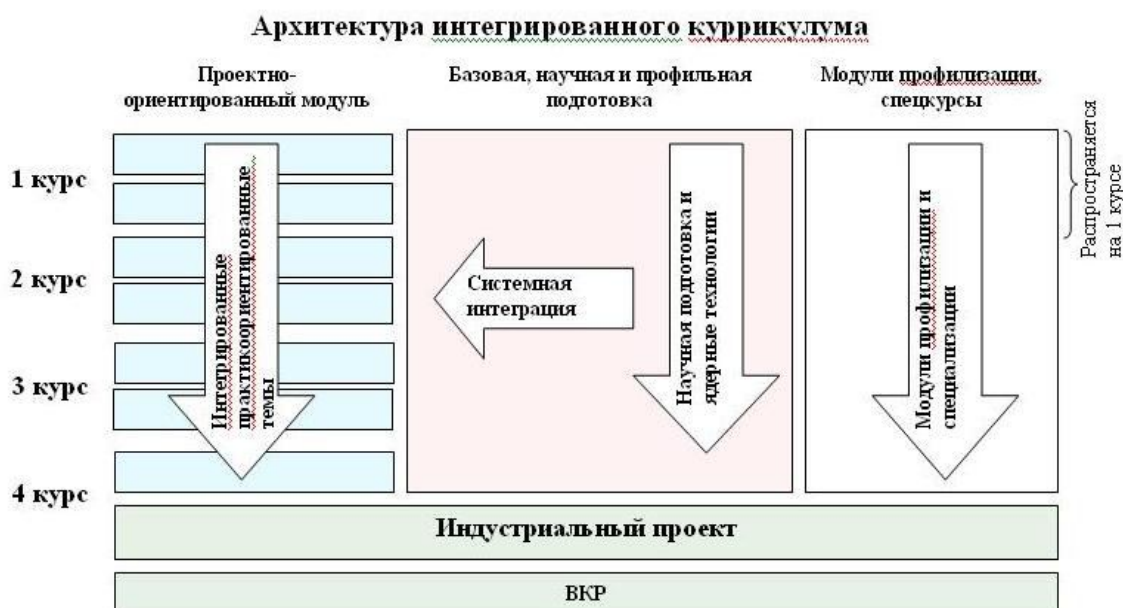 Архитектура интегрированного куррикулума
Проектно-
ориентированный модуль
Базовая, научная и профильная
подготовка
Модули профилизации,
спецкурсы
1 курс
2 курс
3 курс
4 курс
Интегрированные
практикоориентированные
темы
Системная
интеграция
Научная подготовка и
ядерные технологии
Модули профилизации и
специализации
Распространяется
на 1 курсе
Индустриальный проект
ВКР